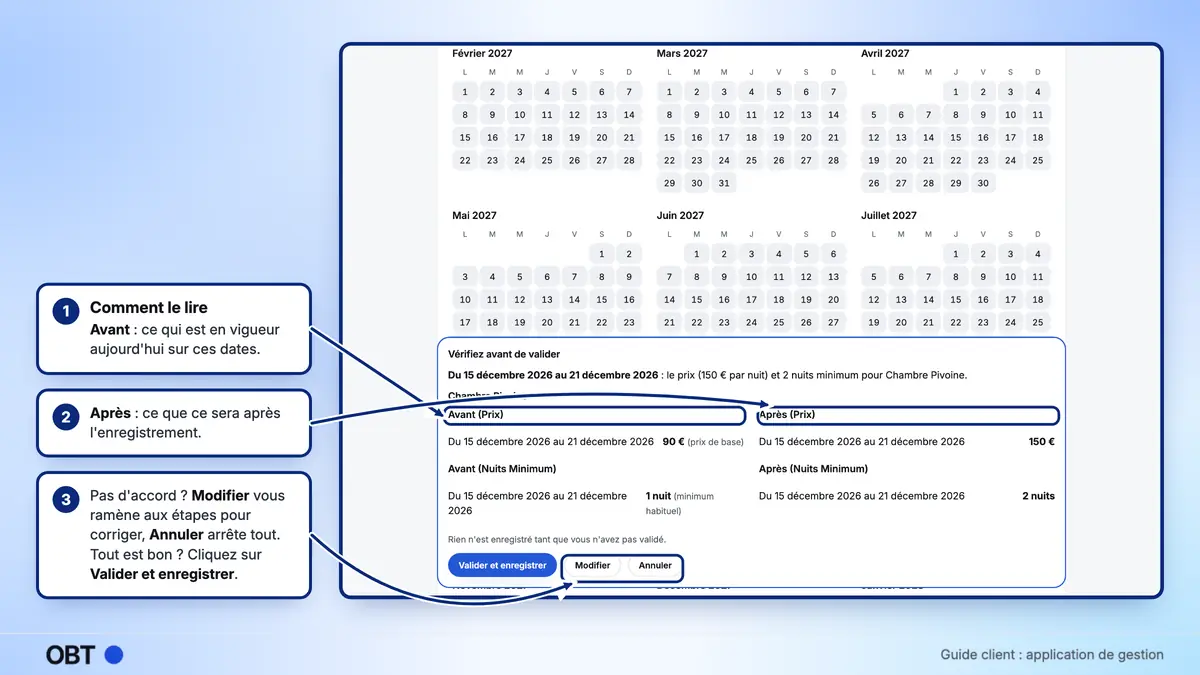 1
Comment le lire
Avant : ce qui est en vigueur
aujourd'hui sur ces dates.
2
Après : ce que ce sera après
l'enregistrement.
3
Pas d'accord ? Modifier vous
ramène aux étapes pour
corriger, Annuler arrête tout.
Tout est bon ? Cliquez sur
Valider et enregistrer.
Février 2027
L M M J V S D
1 2 3 4 5 6 7
8 9 10 11 12 13 14
15 16 17 18 19 20 21
22 23 24 25 26 27 28
Mars 2027
L M M J V S D
1 2 3 4 5 6 7
8 9 10 11 12 13 14
15 16 17 18 19 20 21
22 23 24 25 26 27 28
29 30 31
Avril 2027
L M M J V S D
1 2 3 4
5 6 7 8 9 10 11
12 13 14 15 16 17 18
19 20 21 22 23 24 25
26 27 28 29 30
Mai 2027
L M M J V S D
1 2
3 4 5 6 7 8 9
10 11 12 13 14 15 16
17 18 19 20 21 22 23
Juin 2027
L M M J V S D
1 2 3 4 5 6
7 8 9 10 11 12 13
14 15 16 17 18 19 20
21 22 23 24 25 26 27
Juillet 2027
L M M J V S D
1 2 3 4
5 6 7 8 9 10 11
12 13 14 15 16 17 18
19 20 21 22 23 24 25
Vérifiez avant de valider
Du 15 décembre 2026 au 21 décembre 2026 : le prix (150 € par nuit) et 2 nuits minimum pour Chambre Pivoine.
Chambre Pivoine
Avant (Prix)
Après (Prix)
Du 15 décembre 2026 au 21 décembre 2026 90 € (prix de base)
Du 15 décembre 2026 au 21 décembre 2026 150 €
Avant (Nuits Minimum)
Après (Nuits Minimum)
Du 15 décembre 2026 au 21 décembre
2026
1 nuit (minimum
habituel)
Du 15 décembre 2026 au 21 décembre 2026 2 nuits
Rien n'est enregistré tant que vous n'avez pas validé.
Valider et enregistrer
Modifier
Annuler
OBT
Guide client : application de gestion